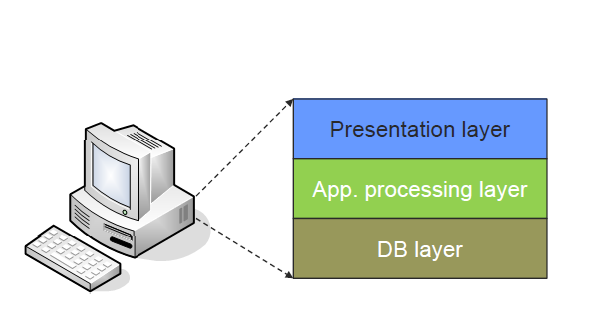 Presentation layer
App. processing layer
DB layer